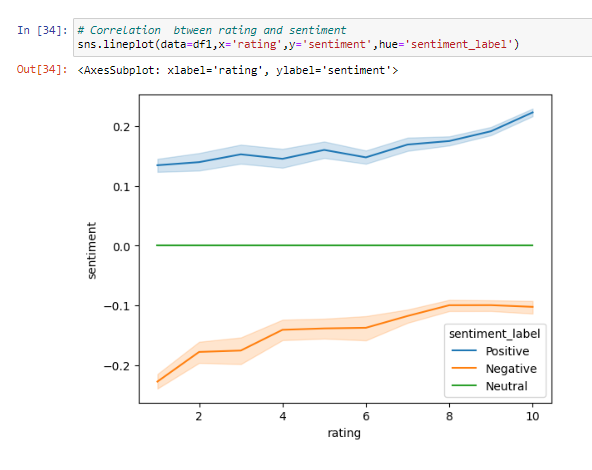 In [34]: # Correlation  btween rating and sentiment
sns.lineplot(data=df1,x='rating',y='sentiment',hue='sentiment_label')
Out[34]: <AxesSubplot: xlabel='rating', ylabel='sentiment'>
0.2
0.1
0.0
−0.1
−0.2
sentiment
sentiment_label
Positive
Negative
Neutral
2 4 6 8 10
rating